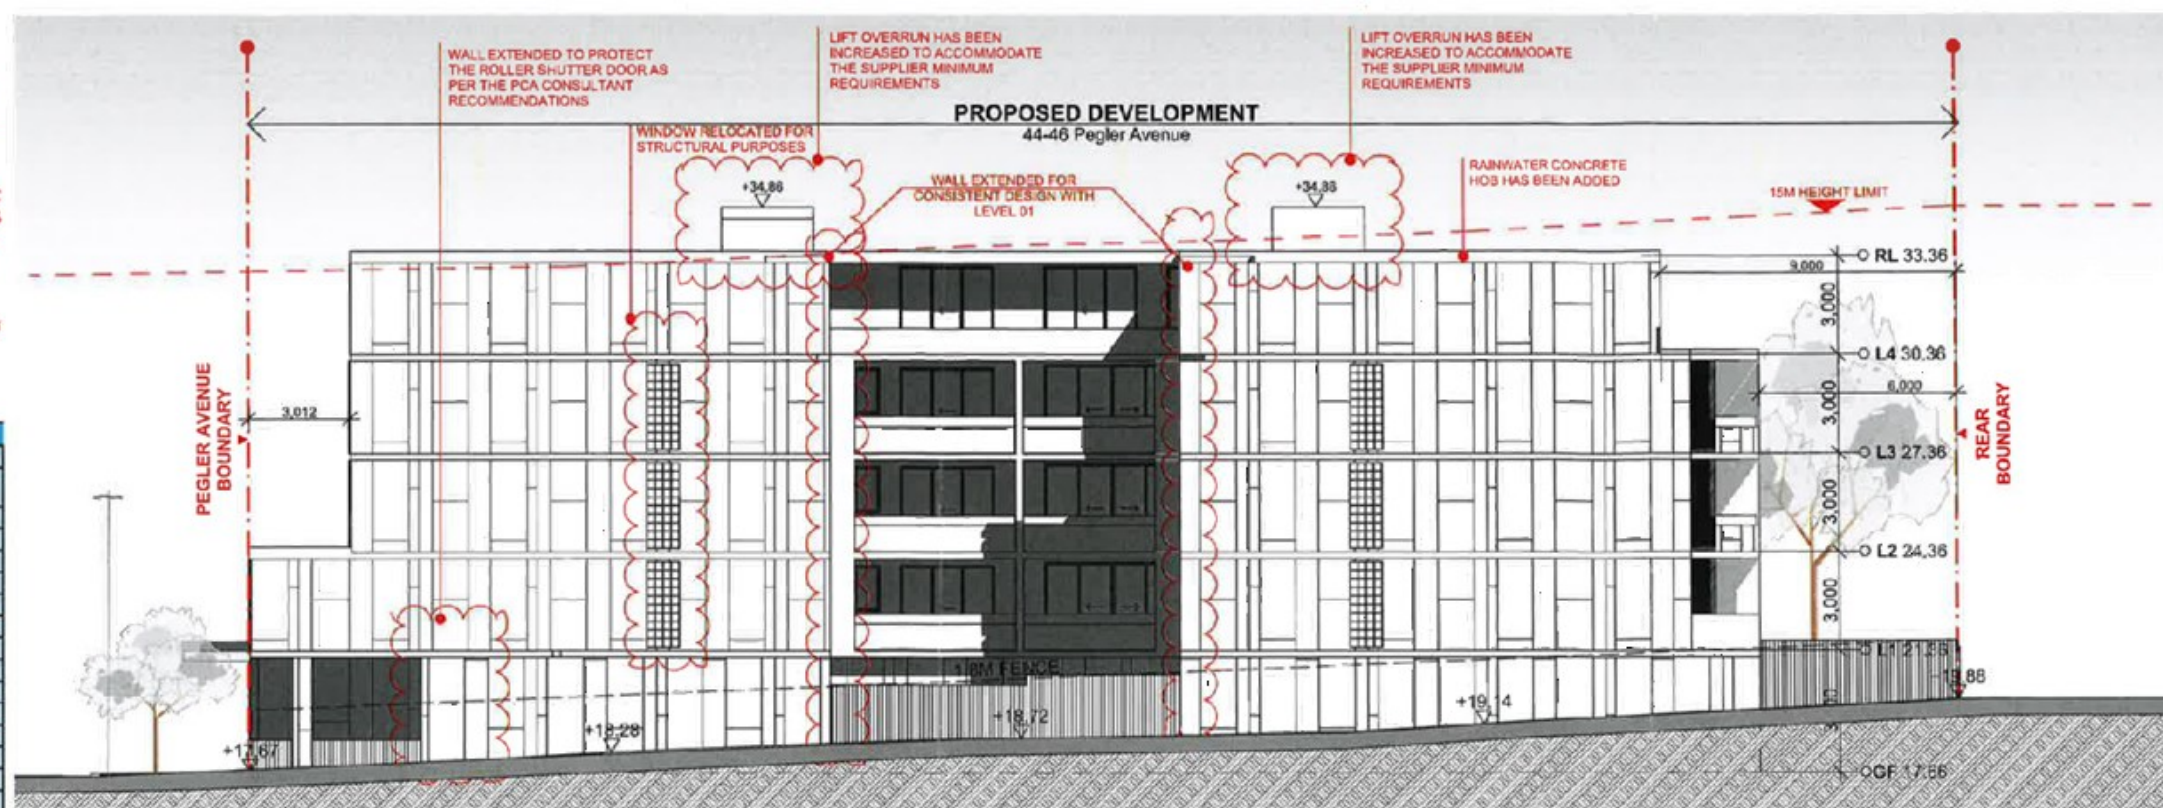 WALL EXTENDED TO PROTECT
THE ROLLER SHUTTER DOOR AS
PER THE PCA CONSULTANT
RECOMMENDATIONS
LIFT OVERRUN HAS BEEN
INCREASED TO ACCOMMODATE
THE SUPPLIER MINIMUM
REQUIREMENTS
LIFT OVERRUN HAS BEEN
INCREASED TO ACCOMMODATE
THE SUPPLIER MINIMUM
REQUIREMENTS
PROPOSED DEVELOPMENT
44-46 Pegler Avenue
WINDOW RELOCATED FOR
STRUCTURAL PURPOSES
WALL EXTENDED FOR
CONSISTENT DESIGN WITH
LEVEL 01
RAINWATER CONCRETE
HOB HAS BEEN ADDED
15M HEIGHT LIMIT
+34.86
+34.86
RL 33.36
9,000
3,000
L4 30.36
6,000
3,000
L3 27.36
3,000
L2 24.36
3,000
L1 21.36
PEGLER AVENUE
BOUNDARY
3,012
REAR
BOUNDARY
1.8M FENCE
19.88
+19.14
+18.72
+18.28
+17.67
GF 17.66